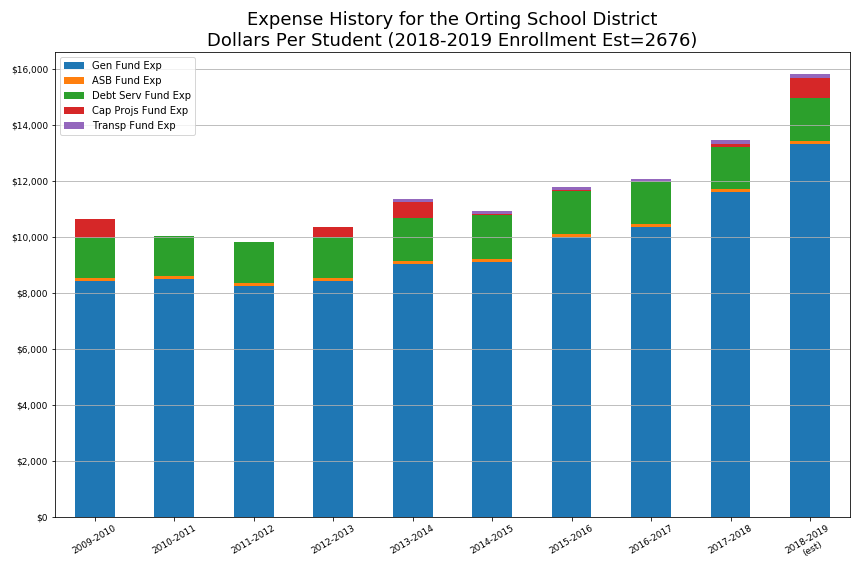 Expense History for the Orting School District
Dollars Per Student (2018-2019 Enrollment Est=2676)
Gen Fund Exp
ASB Fund Exp
Debt Serv Fund Exp
Cap Projs Fund Exp
Transp Fund Exp
$16,000
$14,000
$12,000
$10,000
$8,000
$6,000
$4,000
$2,000
$0
2009-2010
2010-2011
2011-2012
2012-2013
2013-2014
2014-2015
2015-2016
2016-2017
2017-2018
2018-2019
(est)